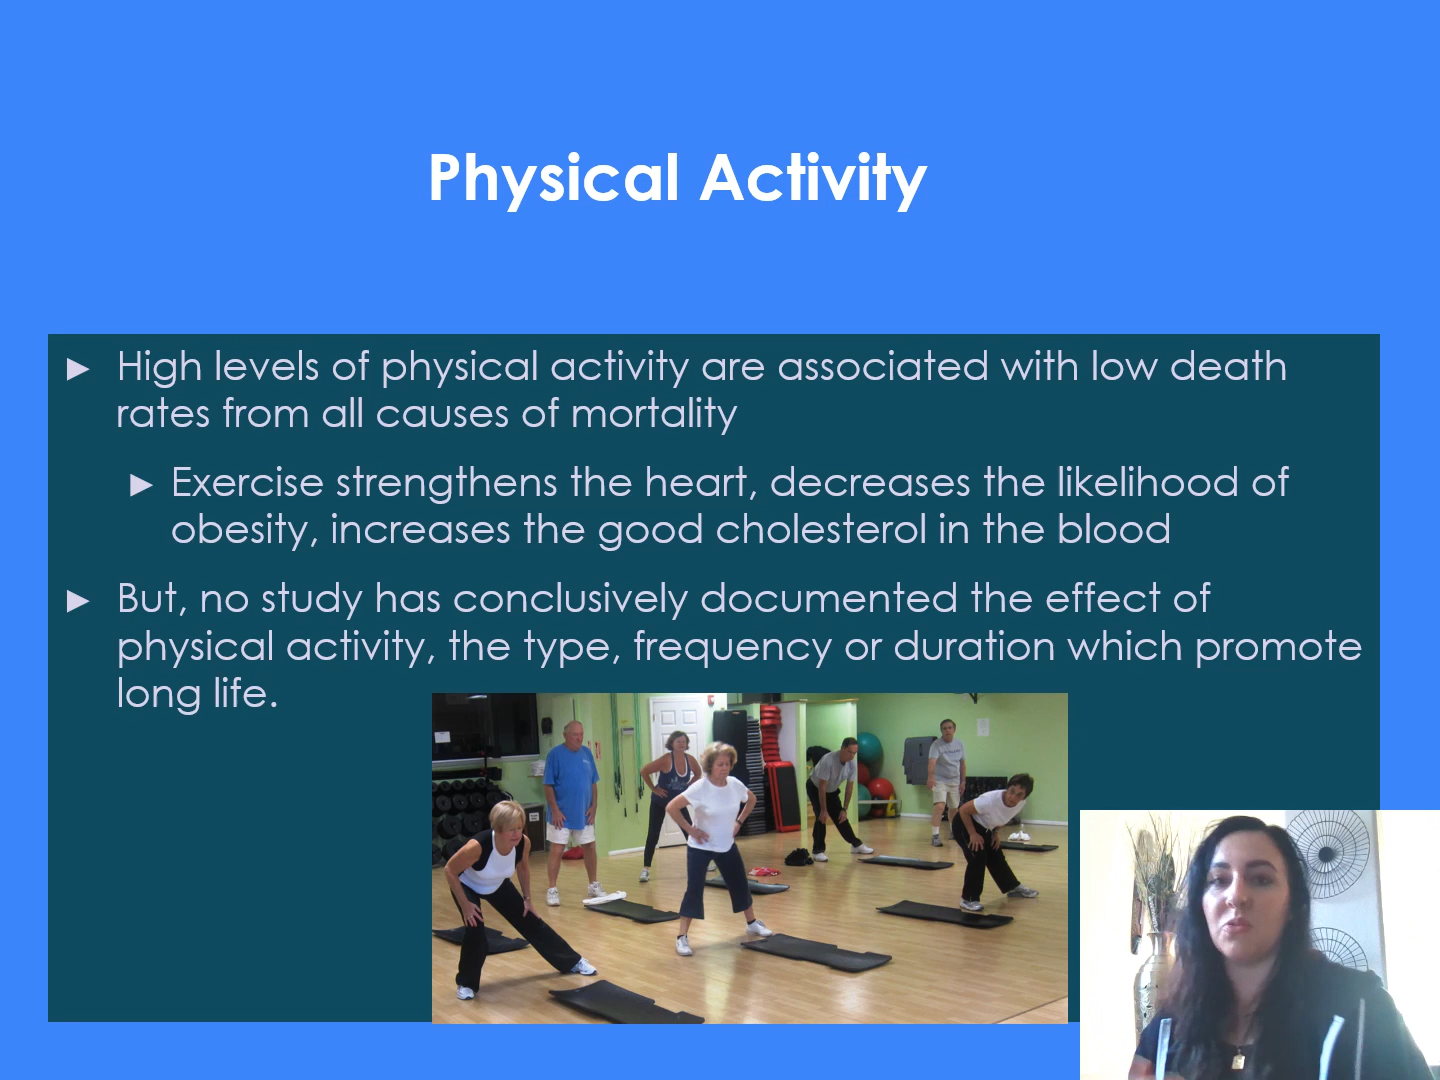 Physical Activity
► High levels of physical activity are associated with low death
rates from all causes of mortality
► Exercise strengthens the heart, decreases the likelihood of
obesity, increases the good cholesterol in the blood
► But, no study has conclusively documented the effect of
physical activity, the type, frequency or duration which promote
long life.